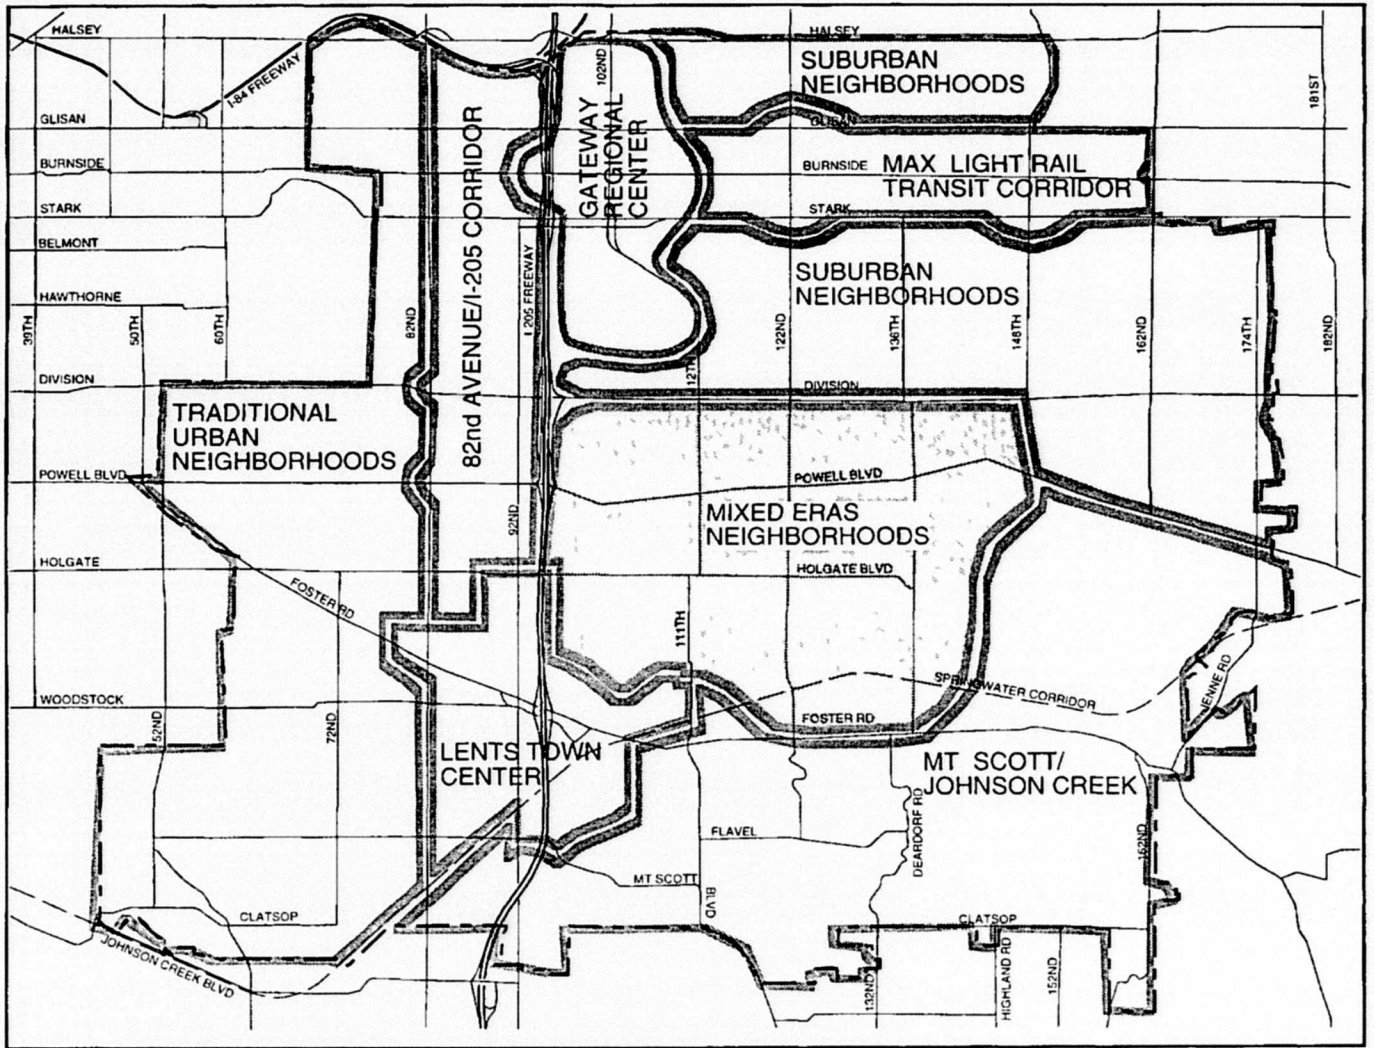 HALSEY
HALSEY
I-84 FREEWAY
102ND
SUBURBAN
NEIGHBORHOODS
181ST
GLISAN
GLISAN
82nd AVENUE/I-205 CORRIDOR
GATEWAY
REGIONAL
CENTER
BURNSIDE
BURNSIDE
MAX LIGHT RAIL
TRANSIT CORRIDOR
STARK
STARK
BELMONT
I 205 FREEWAY
SUBURBAN
NEIGHBORHOODS
HAWTHORNE
39TH
50TH
60TH
82ND
122ND
136TH
148TH
162ND
174TH
182ND
12TH
DIVISION
DIVISION
TRADITIONAL
URBAN
NEIGHBORHOODS
POWELL BLVD
POWELL BLVD
92ND
MIXED ERAS
NEIGHBORHOODS
HOLGATE
HOLGATE BLVD
FOSTER RD
111TH
SPRINGWATER CORRIDOR
JENNE RD
WOODSTOCK
52ND
72ND
FOSTER RD
LENTS TOWN
CENTER
MT SCOTT/
JOHNSON CREEK
DEARDORF RD
FLAVEL
162ND
MT SCOTT
BLVD
CLATSOP
CLATSOP
JOHNSON CREEK BLVD
132ND
HIGHLAND RD
152ND